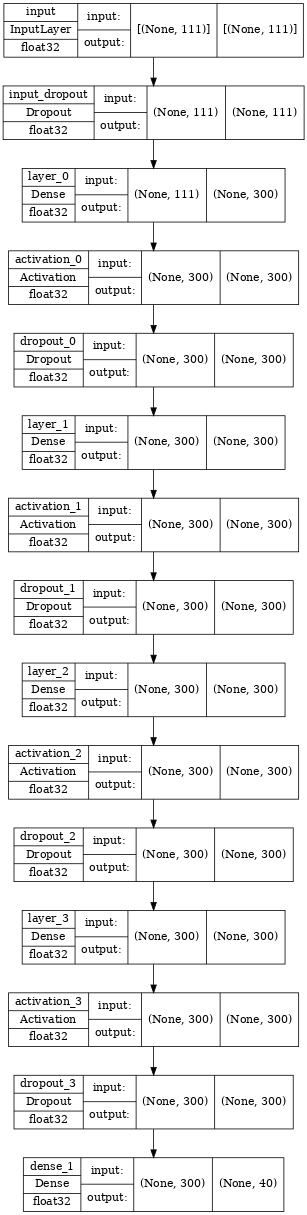 input
InputLayer
float32
input:
output:
[(None, 111)]
[(None, 111)]
input_dropout
Dropout
float32
input:
output:
(None, 111)
(None, 111)
layer_0
Dense
float32
input:
output:
(None, 111)
(None, 300)
activation_0
Activation
float32
input:
output:
(None, 300)
(None, 300)
dropout_0
Dropout
float32
input:
output:
(None, 300)
(None, 300)
layer_1
Dense
float32
input:
output:
(None, 300)
(None, 300)
activation_1
Activation
float32
input:
output:
(None, 300)
(None, 300)
dropout_1
Dropout
float32
input:
output:
(None, 300)
(None, 300)
layer_2
Dense
float32
input:
output:
(None, 300)
(None, 300)
activation_2
Activation
float32
input:
output:
(None, 300)
(None, 300)
dropout_2
Dropout
float32
input:
output:
(None, 300)
(None, 300)
layer_3
Dense
float32
input:
output:
(None, 300)
(None, 300)
activation_3
Activation
float32
input:
output:
(None, 300)
(None, 300)
dropout_3
Dropout
float32
input:
output:
(None, 300)
(None, 300)
dense_1
Dense
float32
input:
output:
(None, 300)
(None, 40)